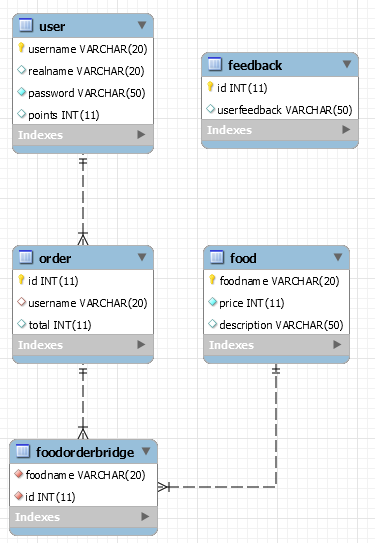 user
username VARCHAR(20)
realname VARCHAR(20)
password VARCHAR(50)
points INT(11)
Indexes
feedback
id INT(11)
userfeedback VARCHAR(50)
Indexes
order
id INT(11)
username VARCHAR(20)
total INT(11)
Indexes
food
foodname VARCHAR(20)
price INT(11)
description VARCHAR(50)
Indexes
foodorderbridge
foodname VARCHAR(20)
id INT(11)
Indexes